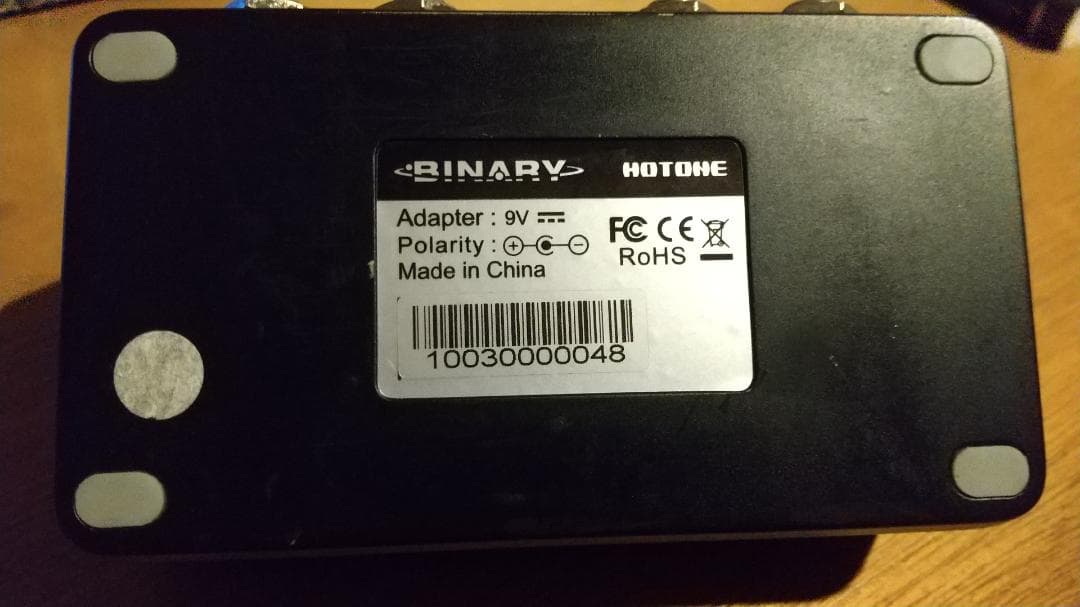 BINARY HOTONE
Adapter : 9V
Polarity : + −
Made in China
FC CE
RoHS
10030000048